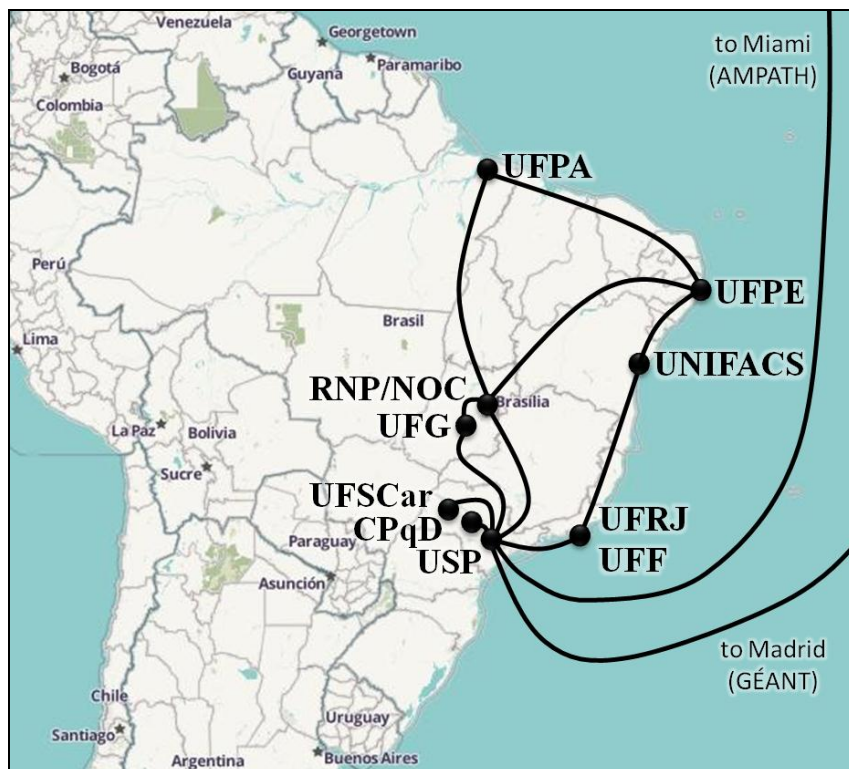 Venezuela
Georgetown
to Miami
(AMPATH)
Bogotá
Paramaribo
Guyana
Colombia
UFPA
Perú
UFPE
Brasil
Lima
UNIFACS
RNP/NOC
Brasília
UFG
La Paz
Bolivia
Sucre
UFSCar
CPqD
UFRJ
Paraguay
USP
UFF
Asunción
to Madrid
(GÉANT)
Chile
Uruguay
Santiago
Buenos Aires
Argentina